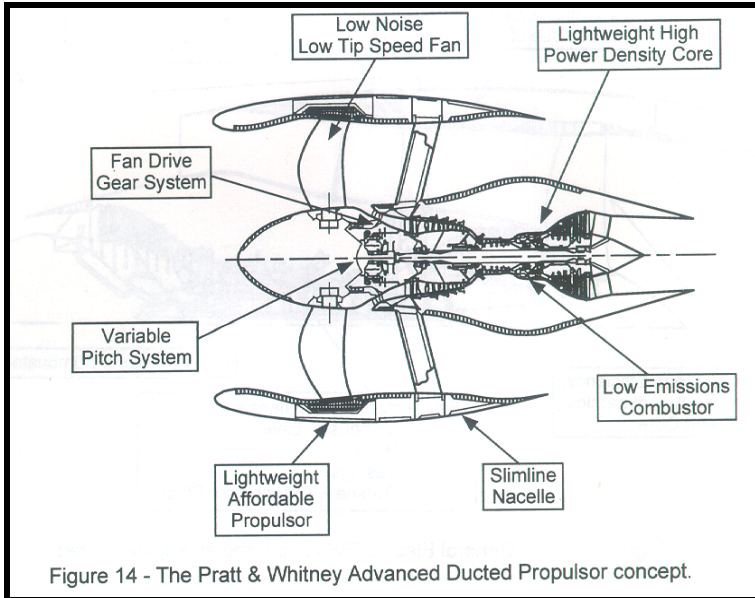 Low Noise
Low Tip Speed Fan
Lightweight High
Power Density Core
Fan Drive
Gear System
Variable
Pitch System
Low Emissions
Combustor
Lightweight
Affordable
Propulsor
Slimline
Nacelle
Figure 14 - The Pratt & Whitney Advanced Ducted Propulsor concept.